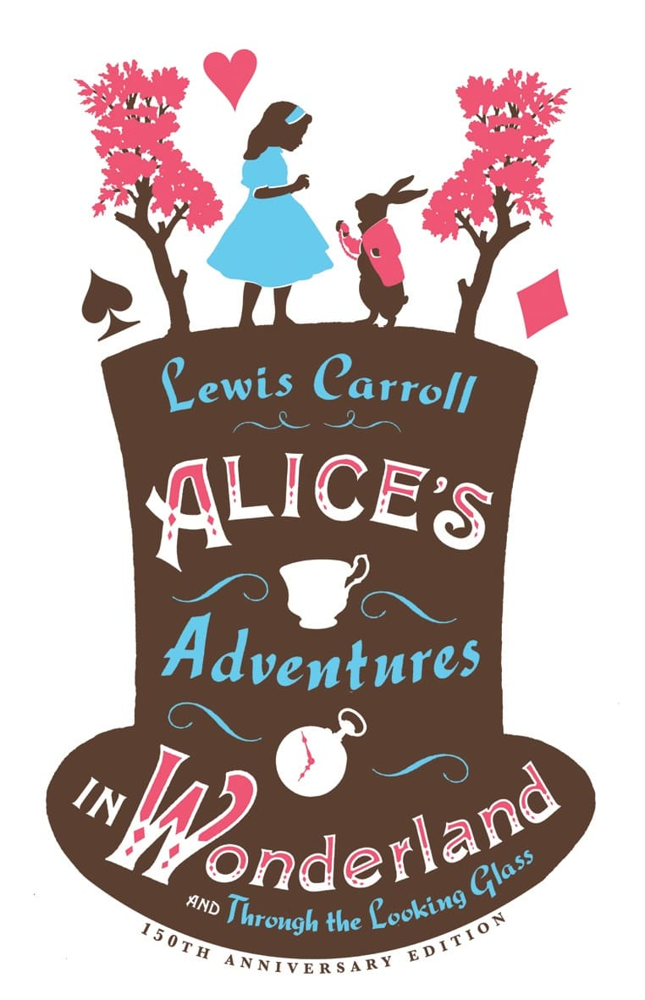 Lewis Carroll
ALICE'S
Adventures
IN Wonderland
AND Through the Looking Glass
150TH ANNIVERSARY EDITION